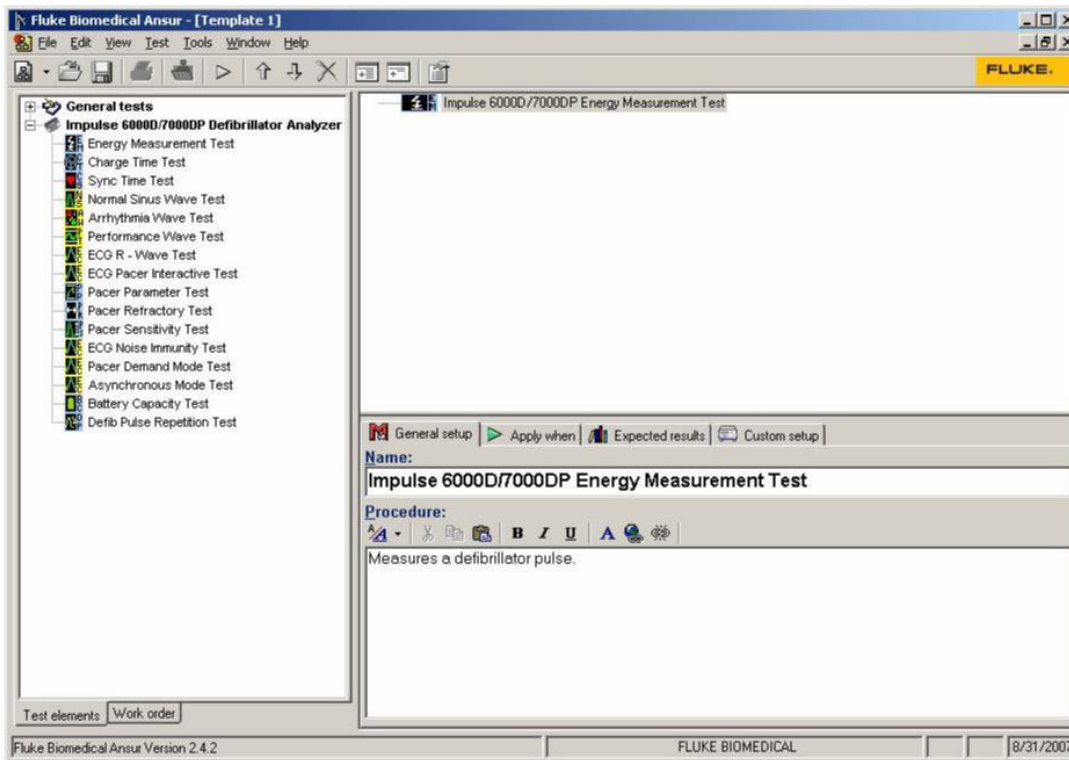 Fluke Biomedical Ansur - [Template 1]
File Edit View Test Tools Window Help
FLUKE.
General tests
Impulse 6000D/7000DP Defibrillator Analyzer
Energy Measurement Test
Charge Time Test
Sync Time Test
Normal Sinus Wave Test
Arrhythmia Wave Test
Performance Wave Test
ECG R - Wave Test
ECG Pacer Interactive Test
Pacer Parameter Test
Pacer Refractory Test
Pacer Sensitivity Test
ECG Noise Immunity Test
Pacer Demand Mode Test
Asynchronous Mode Test
Battery Capacity Test
Defib Pulse Repetition Test
Test elements Work order
Impulse 6000D/7000DP Energy Measurement Test
General setup Apply when Expected results Custom setup
Name:
Impulse 6000D/7000DP Energy Measurement Test
Procedure:
B I U A
Measures a defibrillator pulse.
Fluke Biomedical Ansur Version 2.4.2 FLUKE BIOMEDICAL 8/31/2007